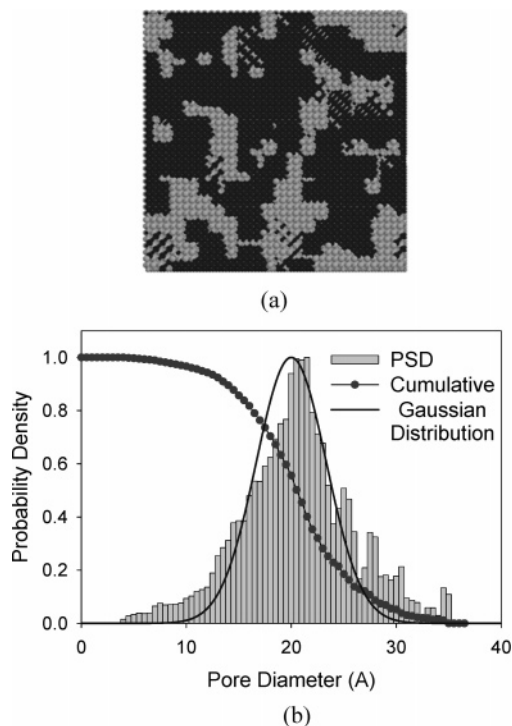 (a)
PSD
Cumulative
Gaussian
Distribution
Probability Density
1.0
0.8
0.6
0.4
0.2
0.0
0 10 20 30 40
Pore Diameter (A)
(b)